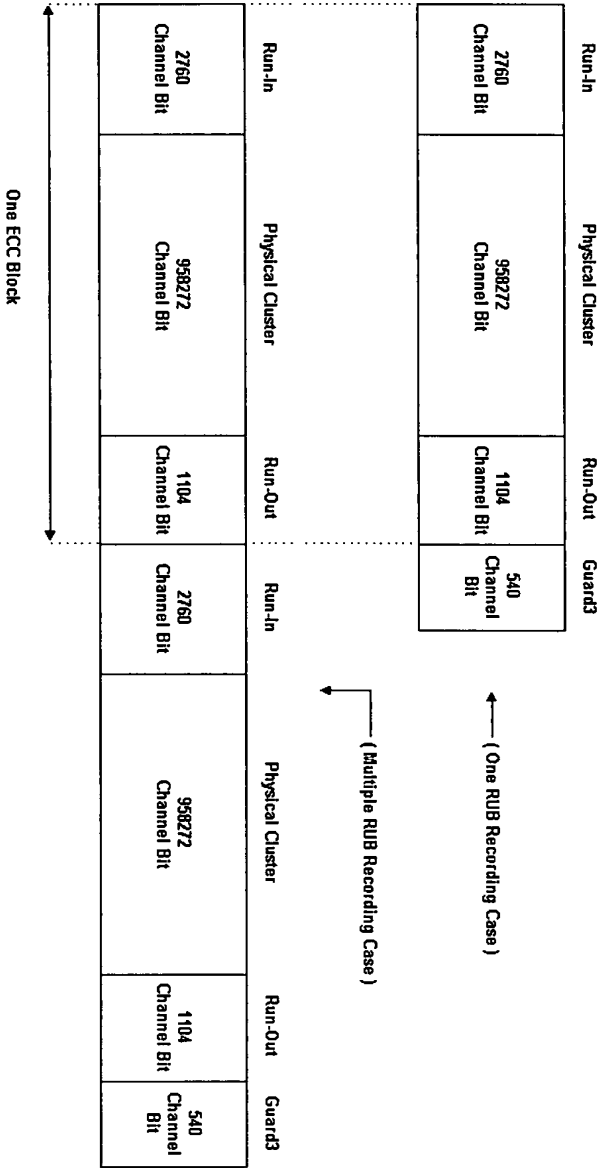 Run-In
Physical Cluster
Run-Out
Guard3
2760
Channel Bit
958272
Channel Bit
1104
Channel Bit
540
Channel
Bit
( One RUB Recording Case )
( Multiple RUB Recording Case )
Run-In
Physical Cluster
Run-Out
Run-In
Physical Cluster
Run-Out
Guard3
2760
Channel Bit
958272
Channel Bit
1104
Channel Bit
2760
Channel Bit
958272
Channel Bit
1104
Channel Bit
540
Channel
Bit
One ECC Block